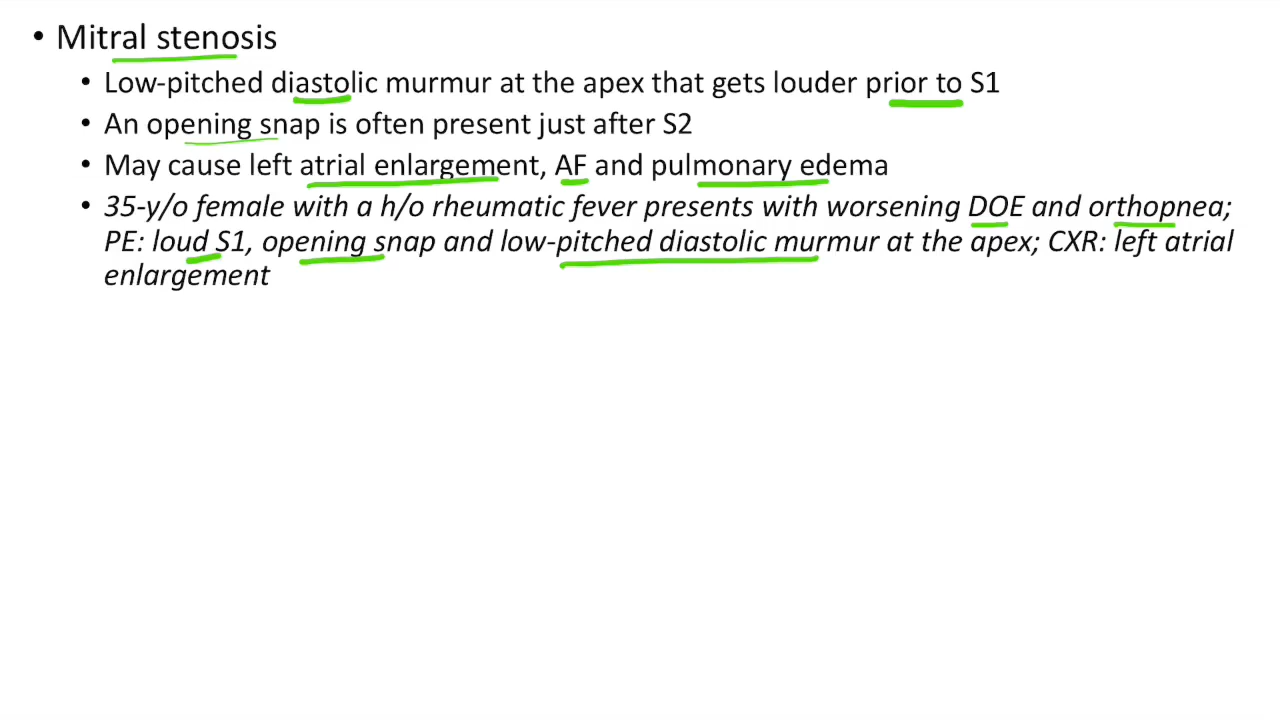 • Mitral stenosis
• Low-pitched diastolic murmur at the apex that gets louder prior to S1
• An opening snap is often present just after S2
• May cause left atrial enlargement, AF and pulmonary edema
• 35-y/o female with a h/o rheumatic fever presents with worsening DOE and orthopnea;
PE: loud S1, opening snap and low-pitched diastolic murmur at the apex; CXR: left atrial
enlargement